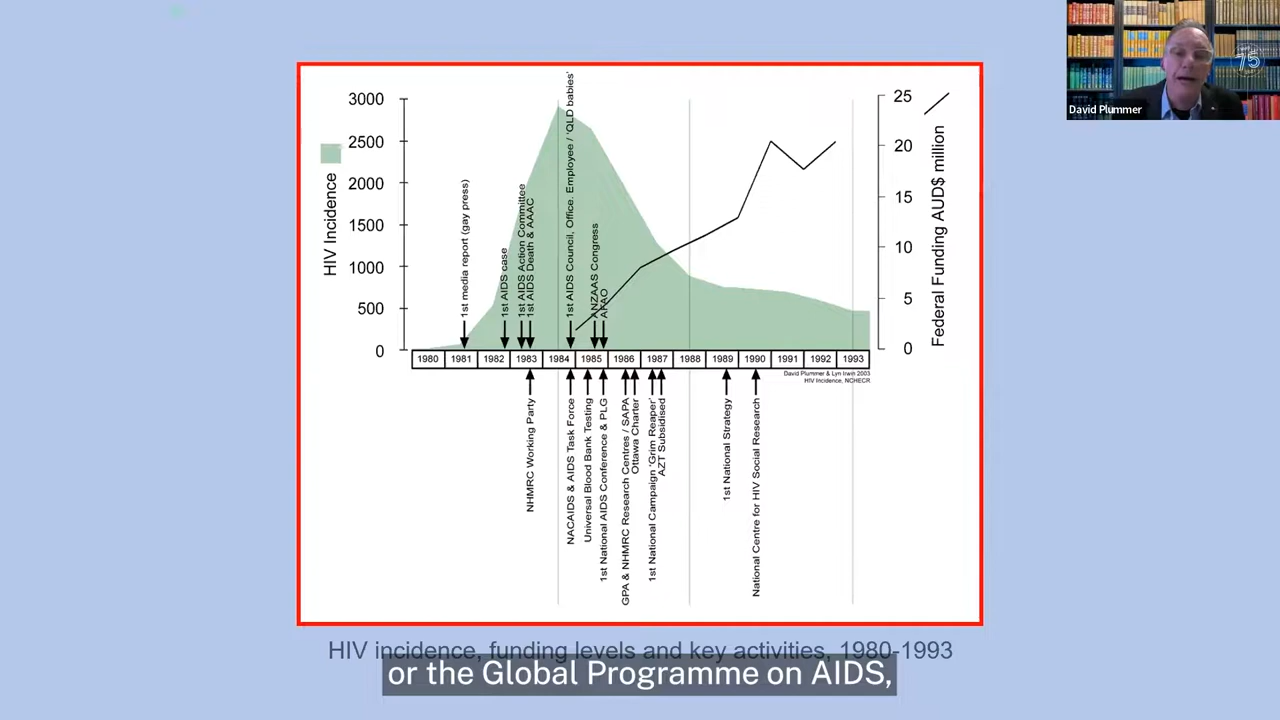 75
David Plummer
HIV Incidence
3000
2500
2000
1500
1000
500
0
25
20
15
10
5
0
Federal Funding AUD$ million
1st media report (gay press)
1st AIDS case
1st AIDS Action Committee
1st AIDS Death & AAAC
1st AIDS Council, Office. Employee / 'QLD babies'
ANZAAS Congress
AFAO
1980 1981 1982 1983 1984 1985 1986 1987 1988 1989 1990 1991 1992 1993
David Plummer & Lyn Irwin 2003
HIV Incidence, NCHECR
NHMRC Working Party
NACAIDS & AIDS Task Force
Universal Blood Bank Testing
1st National AIDS Conference & PLG
GPA & NHMRC Research Centres / SAPA
Ottawa Charter
1st National Campaign 'Grim Reaper'
AZT Subsidised
1st National Strategy
National Centre for HIV Social Research
HIV incidence, funding levels and key activities, 1980-1993
or the Global Programme on AIDS,